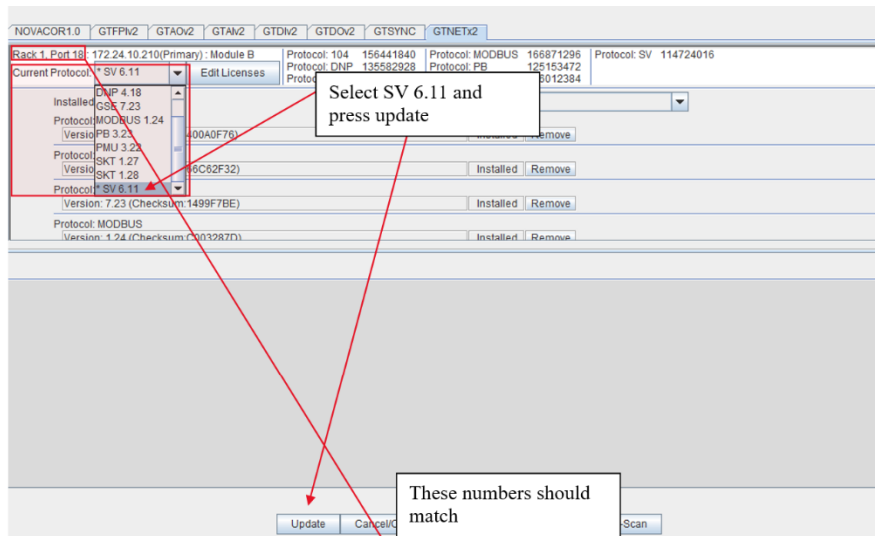 NOVACOR1.0 GTFPIv2 GTAOv2 GTAIv2 GTDIv2 GTDOv2 GTSYNC GTNETx2
Rack 1, Port 18 : 172.24.10.210(Primary) : Module B Protocol: 104 156441840 Protocol: MODBUS 166871296 Protocol: SV 114724016
Protocol: DNP 135582928 Protocol: PB 125153472
Current Protocol: * SV 6.11 Edit Licenses
DNP 4.18
GSE 7.23
MODBUS 1.24
PB 3.23
PMU 3.22
SKT 1.27
SKT 1.28
* SV 6.11
Select SV 6.11 and
press update
Installed
Protocol:
400A0F76) Installed Remove
Protocol:
6C62F32) Installed Remove
Protocol:
Version: 7.23 (Checksum:1499F7BE) Installed Remove
Protocol: MODBUS
Version: 1.24 (Checksum:C003287D) Installed Remove
These numbers should
match
Update